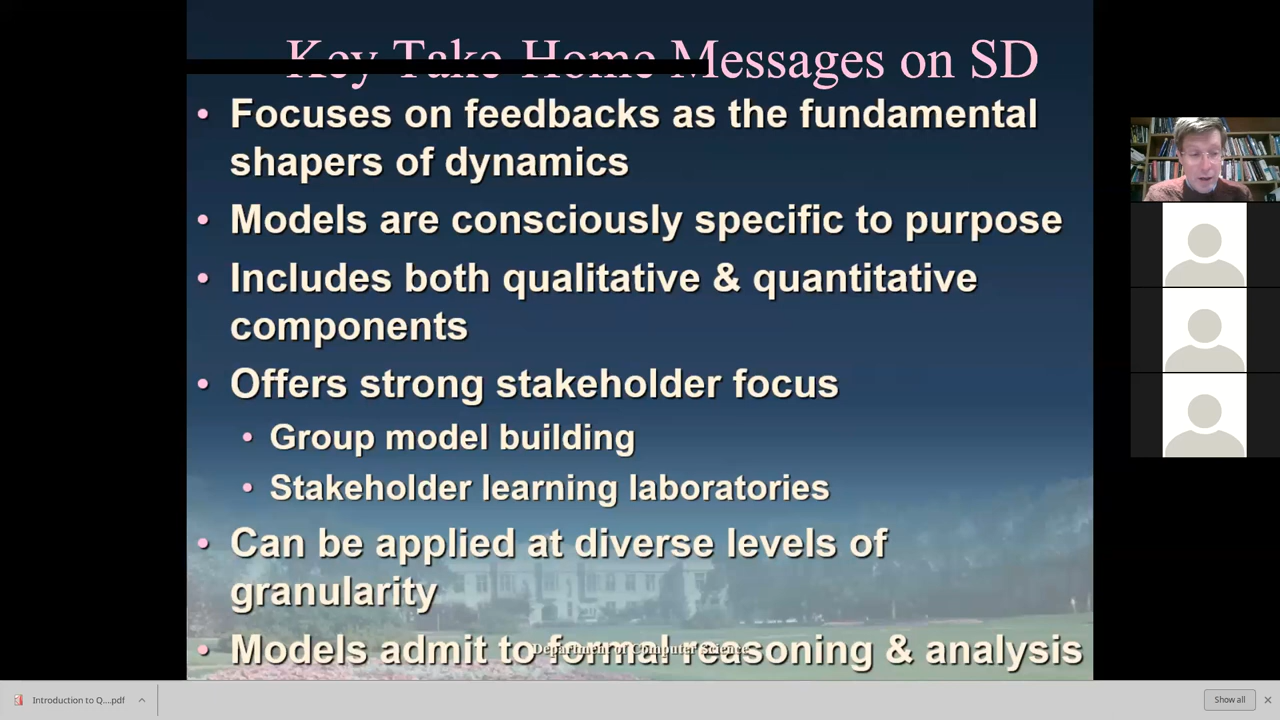 Key Take-Home Messages on SD
• Focuses on feedbacks as the fundamental
shapers of dynamics
• Models are consciously specific to purpose
• Includes both qualitative & quantitative
components
• Offers strong stakeholder focus
• Group model building
• Stakeholder learning laboratories
• Can be applied at diverse levels of
granularity
• Models admit to formal reasoning & analysis
Department of Computer Science
Introduction to Q....pdf
Show all